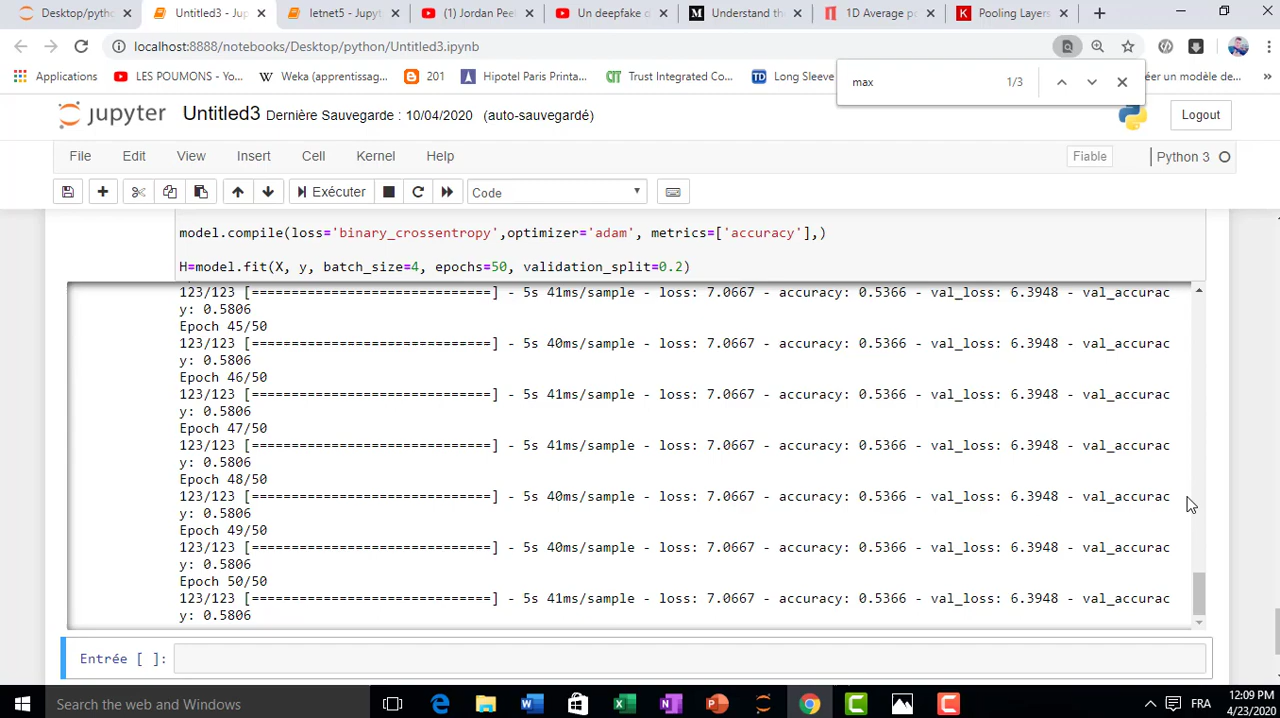 Desktop/pytho
Untitled3 - Jup
letnet5 - Jupyte
(1) Jordan Peel
Un deepfake d
Understand th
1D Average po
Pooling Layers
localhost:8888/notebooks/Desktop/python/Untitled3.ipynb
Applications
LES POUMONS - Yo...
Weka (apprentissag...
201
Hipotel Paris Printa...
Trust Integrated Co...
Long Sleeve
réer un modèle de...
»
max
1/3
jupyter
Untitled3 Dernière Sauvegarde : 10/04/2020 (auto-sauvegardé)
Logout
File Edit View Insert Cell Kernel Help
Fiable
Python 3
Exécuter
Code
model.compile(loss='binary_crossentropy',optimizer='adam', metrics=['accuracy'],)
H=model.fit(X, y, batch_size=4, epochs=50, validation_split=0.2)
123/123 [==============================] - 5s 41ms/sample - loss: 7.0667 - accuracy: 0.5366 - val_loss: 6.3948 - val_accurac
y: 0.5806
Epoch 45/50
123/123 [==============================] - 5s 40ms/sample - loss: 7.0667 - accuracy: 0.5366 - val_loss: 6.3948 - val_accurac
y: 0.5806
Epoch 46/50
123/123 [==============================] - 5s 41ms/sample - loss: 7.0667 - accuracy: 0.5366 - val_loss: 6.3948 - val_accurac
y: 0.5806
Epoch 47/50
123/123 [==============================] - 5s 41ms/sample - loss: 7.0667 - accuracy: 0.5366 - val_loss: 6.3948 - val_accurac
y: 0.5806
Epoch 48/50
123/123 [==============================] - 5s 40ms/sample - loss: 7.0667 - accuracy: 0.5366 - val_loss: 6.3948 - val_accurac
y: 0.5806
Epoch 49/50
123/123 [==============================] - 5s 40ms/sample - loss: 7.0667 - accuracy: 0.5366 - val_loss: 6.3948 - val_accurac
y: 0.5806
Epoch 50/50
123/123 [==============================] - 5s 41ms/sample - loss: 7.0667 - accuracy: 0.5366 - val_loss: 6.3948 - val_accurac
y: 0.5806
Entrée [ ]:
Search the web and Windows
FRA
12:09 PM
4/23/2020